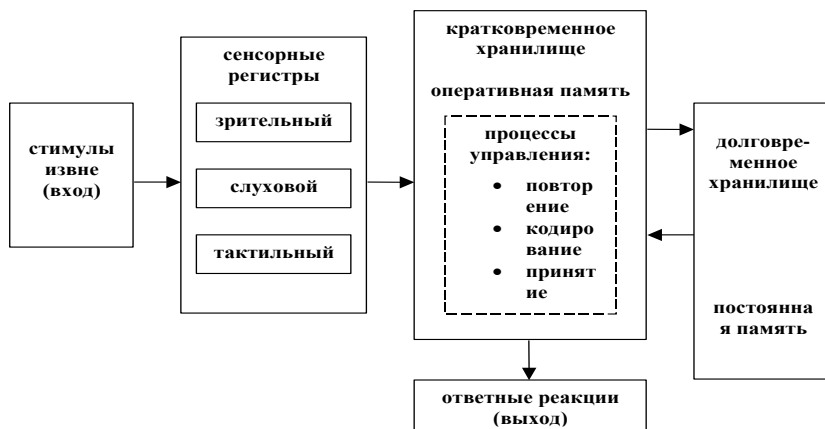 стимулы
извне
(вход)
сенсорные
регистры
зрительный
слуховой
тактильный
кратковременное
хранилище
оперативная память
процессы
управления:
• повтор
ение
• кодиро
вание
• принят
ие
долговре-
менное
хранилище
постоянна
я память
ответные реакции
(выход)